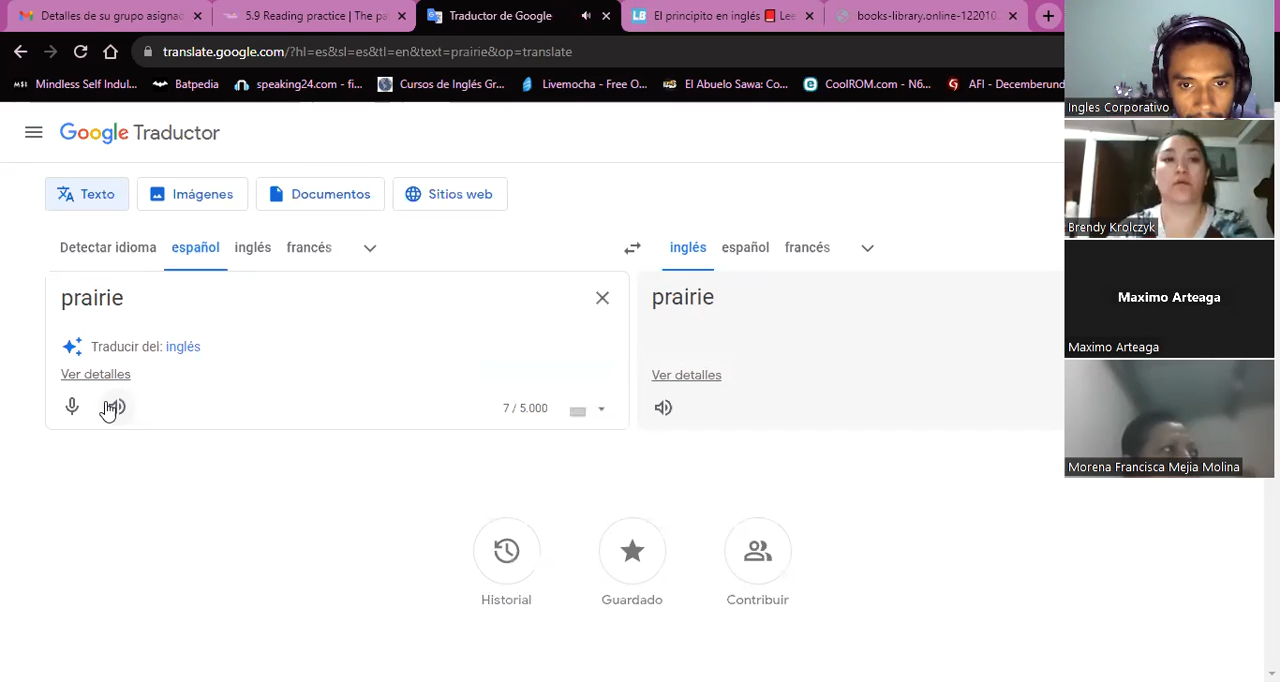 Detalles de su grupo asignad
5.9 Reading practice | The pa
Traductor de Google
El principito en inglés 📕 Lee
books-library.online-122010
translate.google.com/?hl=es&sl=es&tl=en&text=prairie&op=translate
Mindless Self Indul...
Batpedia
speaking24.com - fi...
Cursos de Inglés Gr...
Livemocha - Free O...
El Abuelo Sawa: Co...
CoolROM.com - N6...
AFI - Decemberund
Ingles Corporativo
Google Traductor
Texto
Imágenes
Documentos
Sitios web
Brendy Krolczyk
Detectar idioma
español
inglés
francés
inglés
español
francés
prairie
prairie
Maximo Arteaga
Maximo Arteaga
Traducir del: inglés
Ver detalles
Ver detalles
7 / 5.000
Morena Francisca Mejia Molina
Historial
Guardado
Contribuir